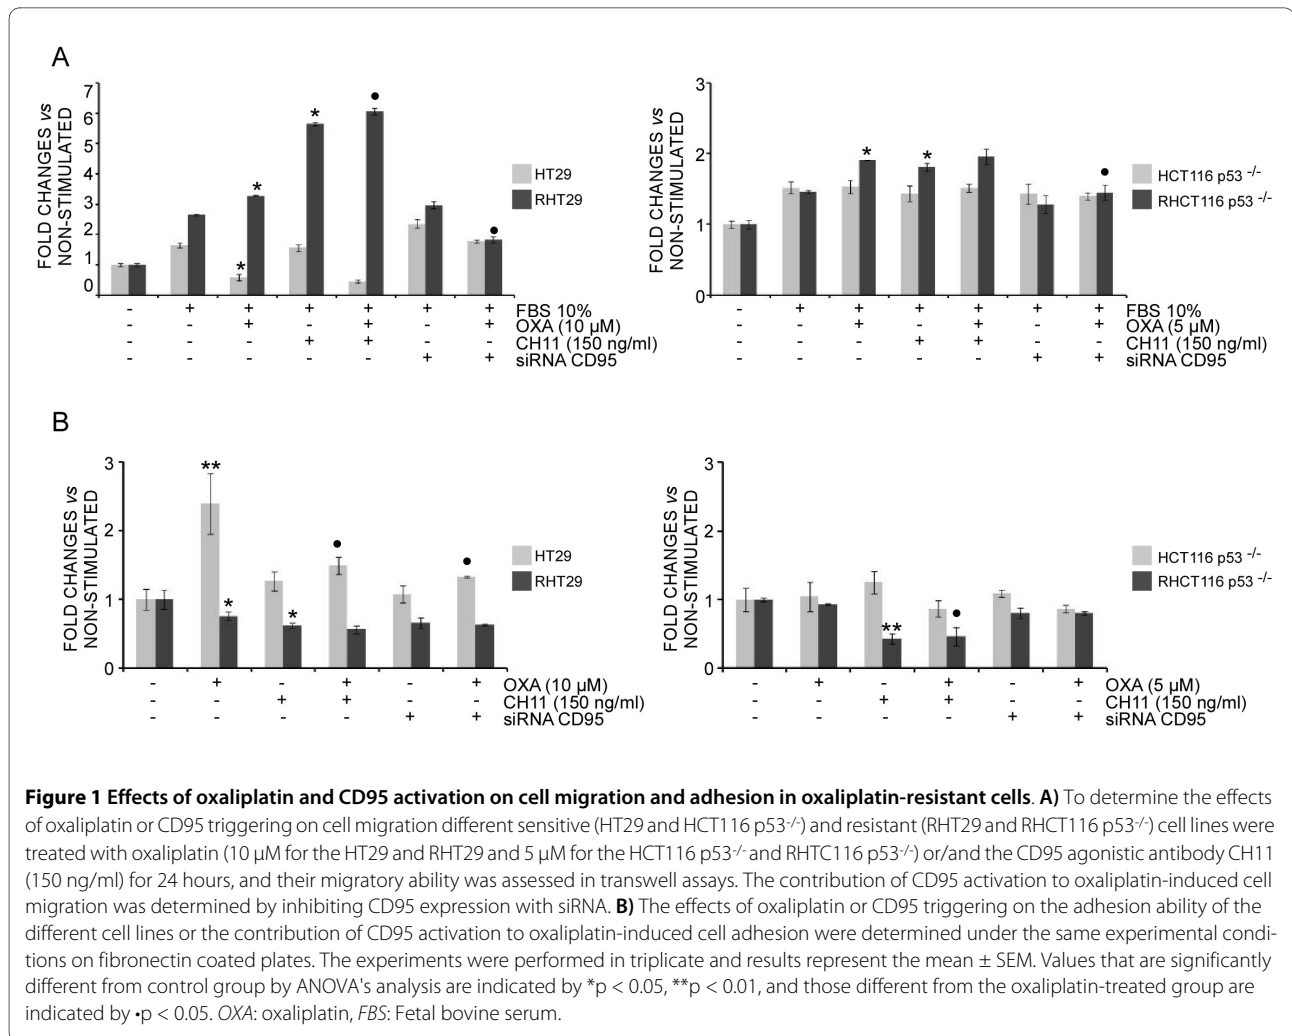 A
FOLD CHANGES vs
NON-STIMULATED
7
6
5
4
3
2
1
0
*
*
*
•
•
HT29
RHT29
- + + + + + + FBS 10%
- - + - + - + OXA (10 µM)
- - - + + - - CH11 (150 ng/ml)
- - - - - + + siRNA CD95
FOLD CHANGES vs
NON-STIMULATED
3
2
1
0
*
*
•
HCT116 p53 -/-
RHCT116 p53 -/-
- + + + + + + FBS 10%
- - + - + - + OXA (5 µM)
- - - + + - - CH11 (150 ng/ml)
- - - - - + + siRNA CD95
B
FOLD CHANGES vs
NON-STIMULATED
3
2
1
0
**
*
*
•
•
HT29
RHT29
- + - + - + OXA (10 µM)
- - + + - - CH11 (150 ng/ml)
- - - - + + siRNA CD95
FOLD CHANGES vs
NON-STIMULATED
3
2
1
0
**
•
HCT116 p53 -/-
RHCT116 p53 -/-
- + - + - + OXA (5 µM)
- - + + - - CH11 (150 ng/ml)
- - - - + + siRNA CD95
Figure 1 Effects of oxaliplatin and CD95 activation on cell migration and adhesion in oxaliplatin-resistant cells. A) To determine the effects
of oxaliplatin or CD95 triggering on cell migration different sensitive (HT29 and HCT116 p53-/-) and resistant (RHT29 and RHCT116 p53-/-) cell lines were
treated with oxaliplatin (10 µM for the HT29 and RHT29 and 5 µM for the HCT116 p53-/- and RHTC116 p53-/-) or/and the CD95 agonistic antibody CH11
(150 ng/ml) for 24 hours, and their migratory ability was assessed in transwell assays. The contribution of CD95 activation to oxaliplatin-induced cell
migration was determined by inhibiting CD95 expression with siRNA. B) The effects of oxaliplatin or CD95 triggering on the adhesion ability of the
different cell lines or the contribution of CD95 activation to oxaliplatin-induced cell adhesion were determined under the same experimental condi-
tions on fibronectin coated plates. The experiments were performed in triplicate and results represent the mean ± SEM. Values that are significantly
different from control group by ANOVA's analysis are indicated by *p < 0.05, **p < 0.01, and those different from the oxaliplatin-treated group are
indicated by •p < 0.05. OXA: oxaliplatin, FBS: Fetal bovine serum.